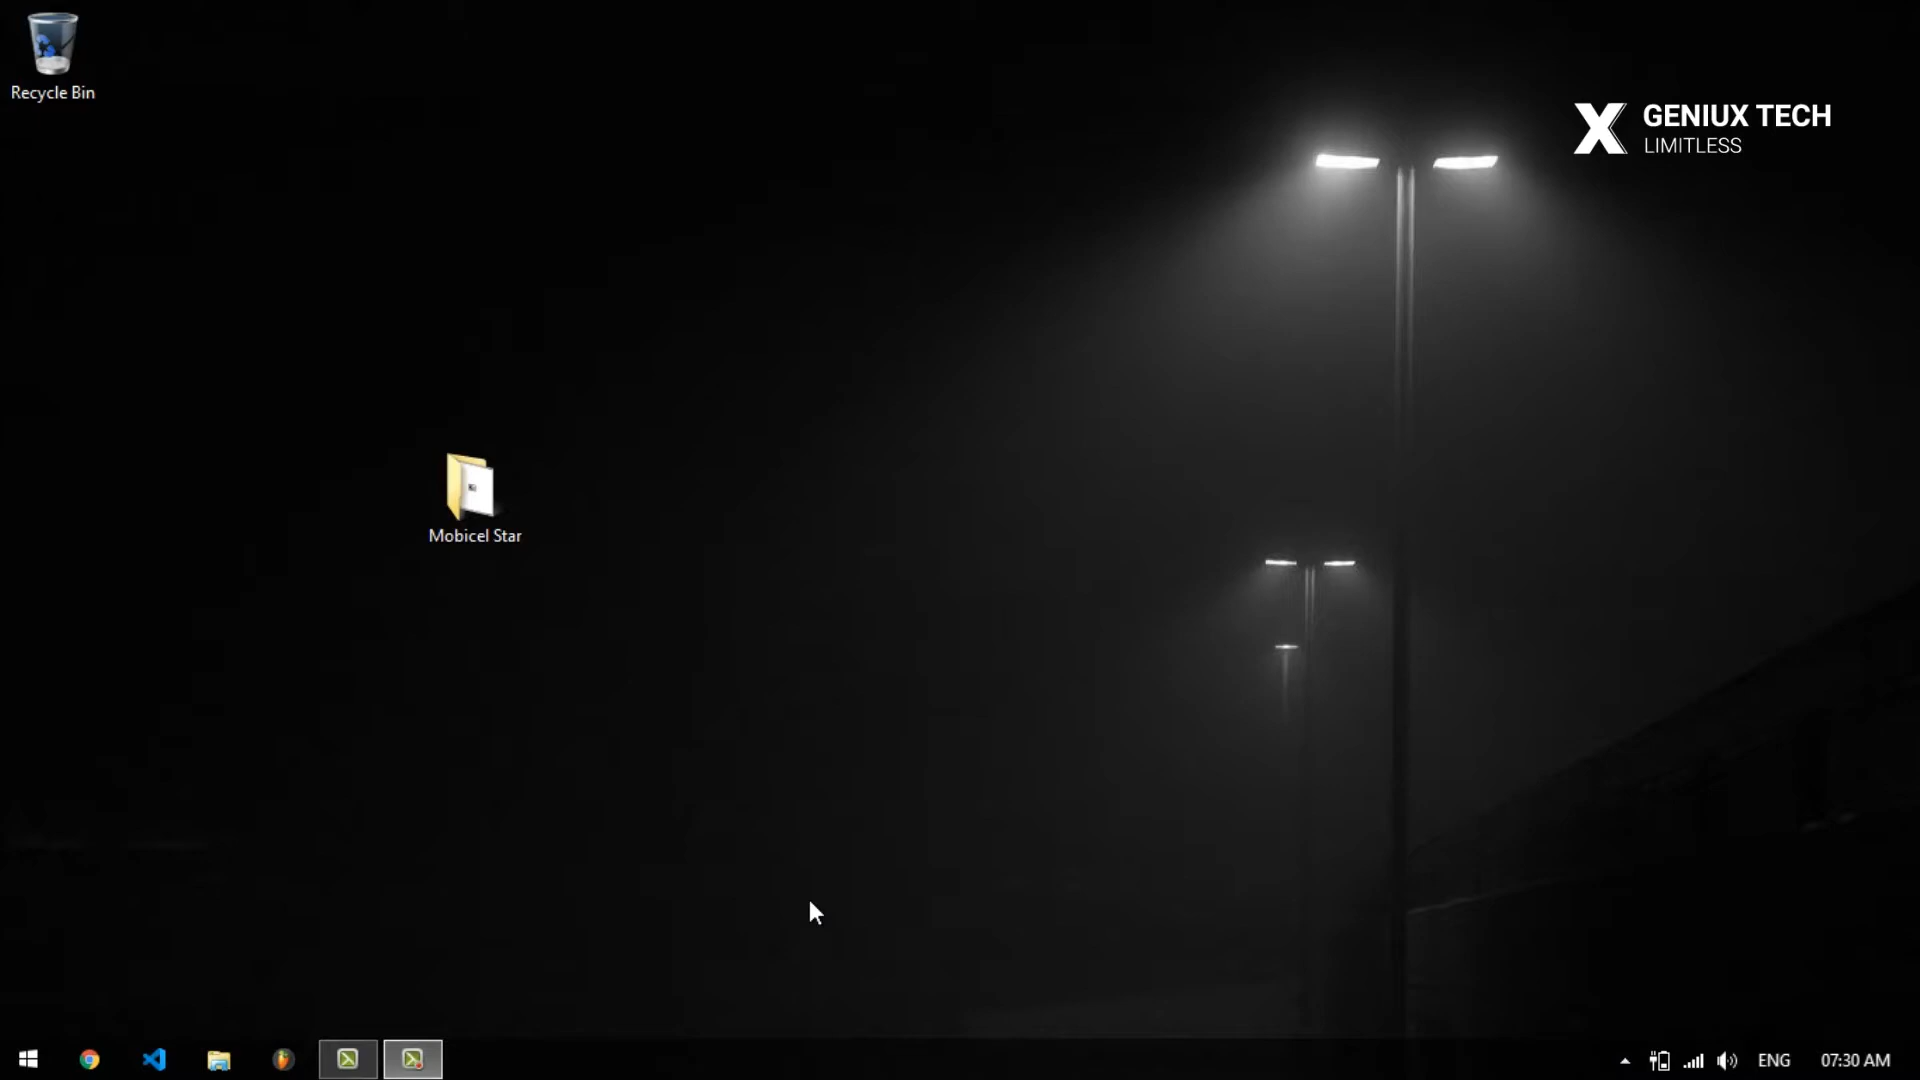 Recycle Bin
GENIUX TECH
LIMITLESS
Mobicel Star
ENG
07:30 AM